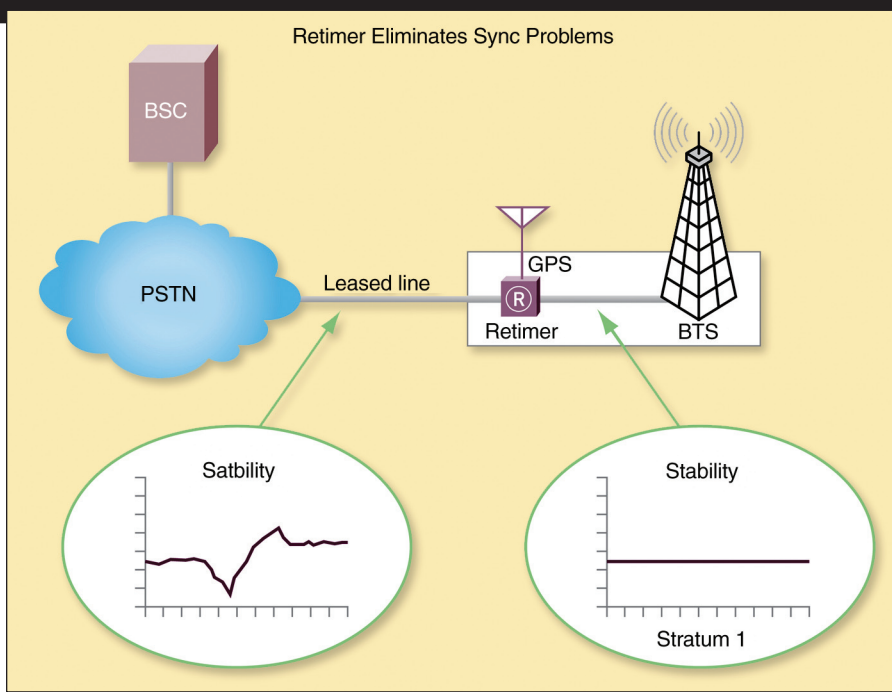 Retimer Eliminates Sync Problems
BSC
PSTN
Leased line
GPS
R
Retimer
BTS
Satbility
Stability
Stratum 1